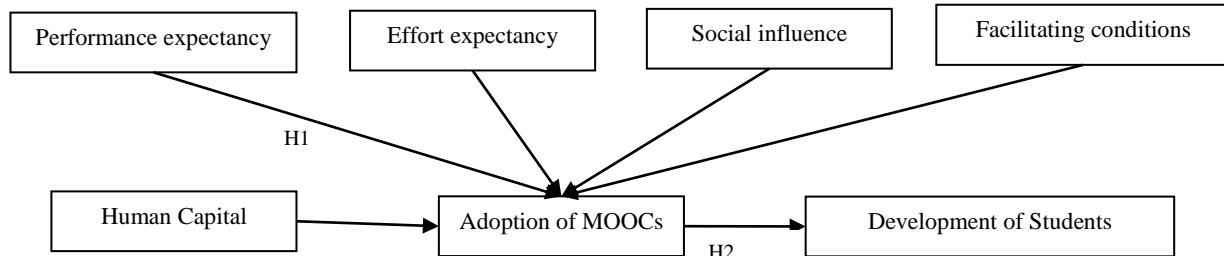 Performance expectancy
Effort expectancy
Social influence
Facilitating conditions
H1
Human Capital
Adoption of MOOCs
Development of Students
H2